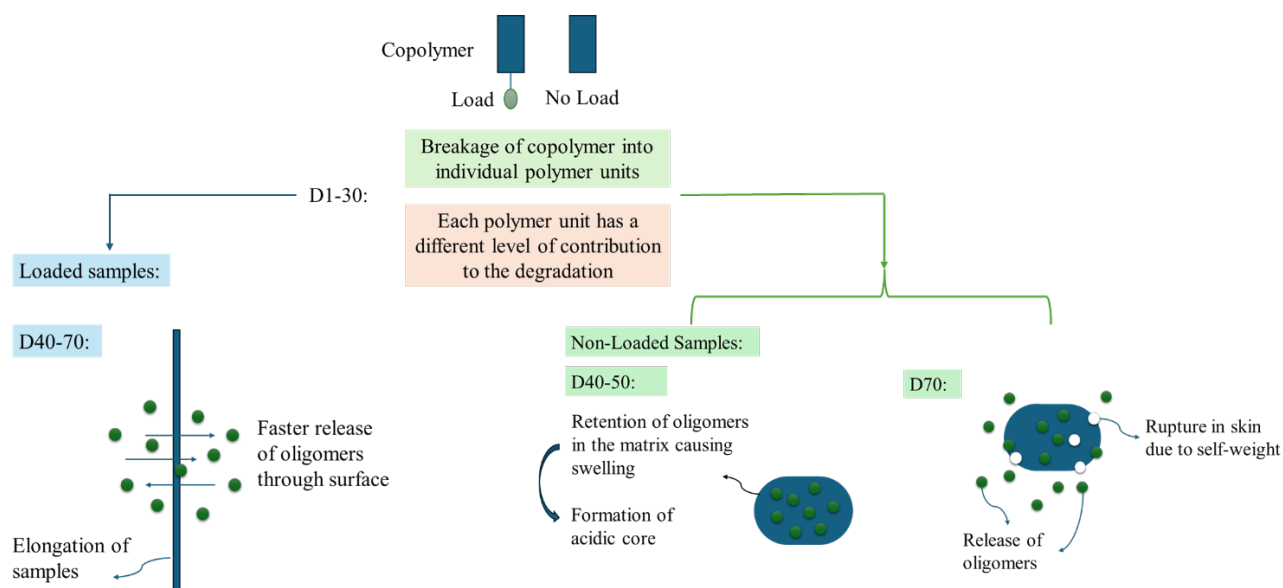 Copolymer
Load
No Load
Breakage of copolymer into
individual polymer units
D1-30:
Each polymer unit has a
different level of contribution
to the degradation
Loaded samples:
D40-70:
Faster release
of oligomers
through surface
Elongation of
samples
Non-Loaded Samples:
D40-50:
Retention of oligomers
in the matrix causing
swelling
Formation of
acidic core
D70:
Rupture in skin
due to self-weight
Release of
oligomers